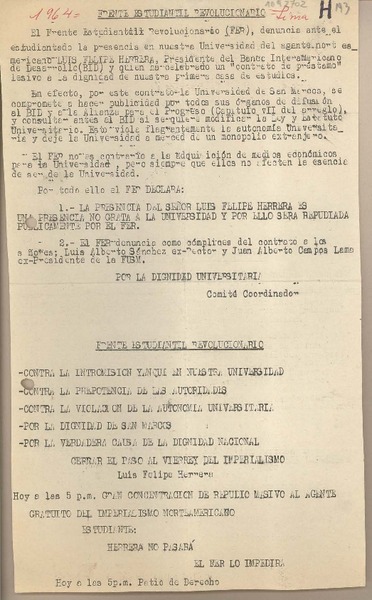 1964=
Lima
H
FRENTE ESTUDIANTIL REVOLUCIONARIO
El Frente Estudiantil Revolucionario (FER), denuncia ante el
estudiantado la presencia en nuestra Universidad del agente nort es
mericano LUIS FELIPE HERRERA, Presidente del Banco Interamericano
de Desarrollo(BID) y quien celebrado un "Contrato de préstamo"
lesivo a la dignidad de nuestra primera casa de estudios.
En efecto, por este contrato la Universidad de San Marcos, se
compromete a hacer publicidad por todos sus órganos de difusión
al BID y a la Alianza para el Progreso (Capítulo VII del arreglo),
y consultar antes al BID si se quiere modificar la Ley y Estatuto
Universitario. Esto viola flagrantemente la autonomía Universita-
ria y deja la Universidad a merced de un monopolio extranjero.
EL FER no es contrario a la adquisición de medios económicos
para la Universidad, pero siempre que ellos no afecten la esencia
de ser de la Universidad.
Por todo ello el FER DECLARA:
1.- LA PRESENCIA DEL SEÑOR LUIS FELIPE HERRERA ES
UNA PRESENCIA NO GRATA A LA UNIVERSIDAD Y POR ELLO SERA REPUDIADA
PUBLICAMENTE POR EL FER.
2.- El FER denuncia como cómplices del contrato a los
señores: Luis Alberto Sánchez ex-Rector y Juan Alberto Campos Lama
ex-Presidente de la FUSM.
POR LA DIGNIDAD UNIVERSITARIA
Comité Coordinador
FRENTE ESTUDIANTIL REVOLUCIONARIO
-CONTRA LA INTROMISION YANQUI EN NUESTRA UNIVERSIDAD
-CONTRA LA PREPOTENCIA DE LAS AUTORIDADES
-CONTRA LA VIOLACION DE LA AUTONOMIA UNIVERSITARIA
-POR LA DIGNIDAD DE SAN MARCOS
-POR LA VERDADERA CAUSA DE LA DIGNIDAD NACIONAL
CERRAR EL PASO AL VIRREY DEL IMPERIALISMO
Luis Felipe Herrera
Hoy a las 5 p.m. GRAN CONCENTRACION DE REPUDIO MASIVO AL AGENTE
GRATUITO DEL IMPERIALISMO NORTEAMERICANO
ESTUDIANTE:
HERRERA NO PASARÁ
EL FER LO IMPEDIRA
Hoy a las 5p.m. Patio de Derecho